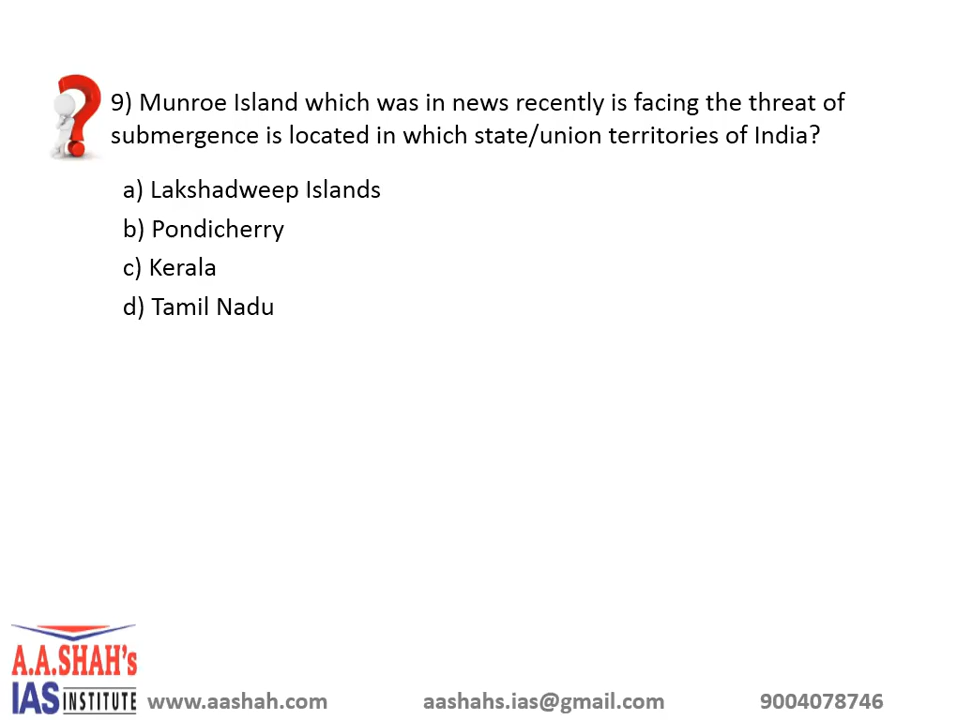 9) Munroe Island which was in news recently is facing the threat of
submergence is located in which state/union territories of India?
a) Lakshadweep Islands
b) Pondicherry
c) Kerala
d) Tamil Nadu
A.A.SHAH's
IAS INSTITUTE
www.aashah.com
aashahs.ias@gmail.com
9004078746